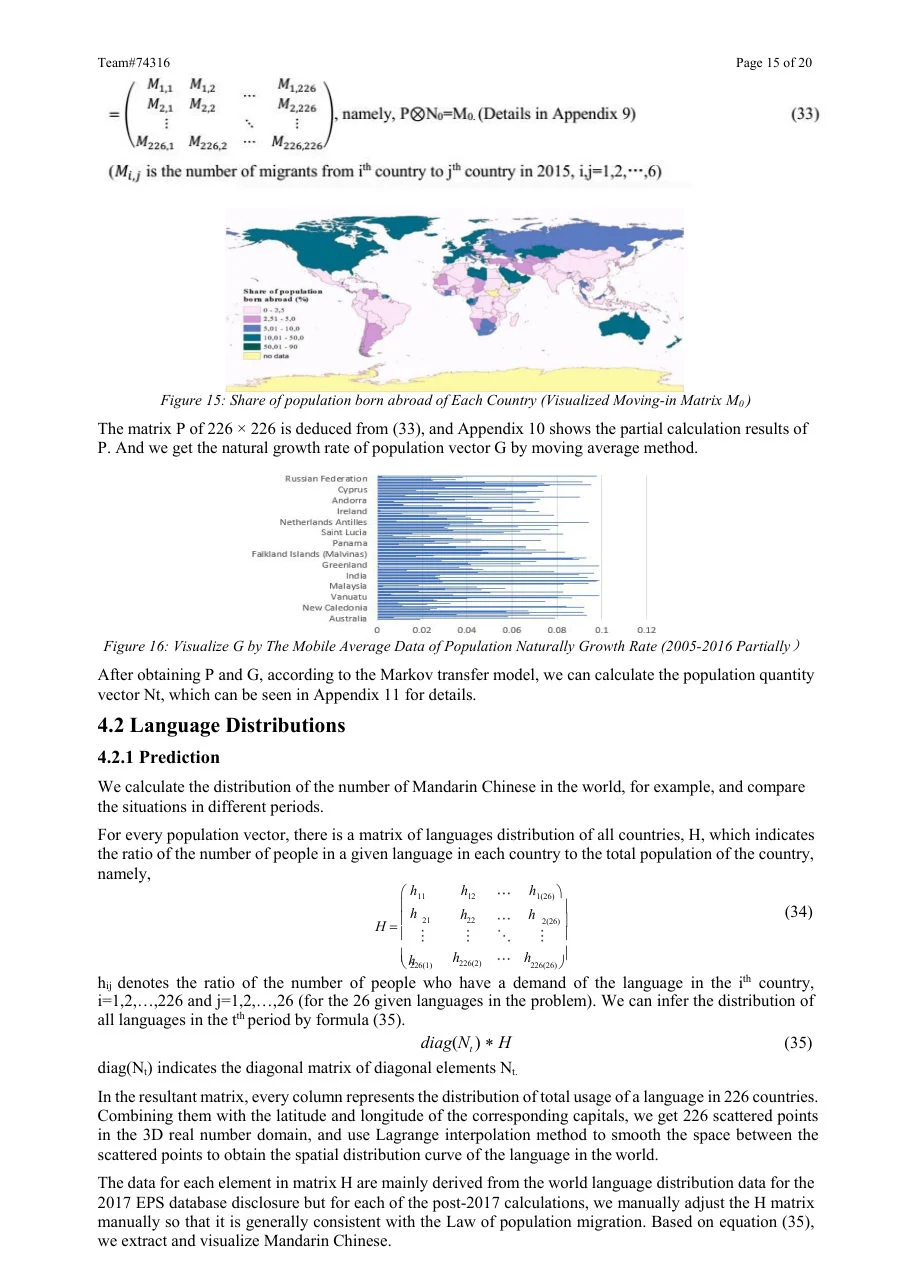 Team#74316 Page 15 of 20
= ( M1,1 M1,2 ⋯ M1,226
M2,1 M2,2 M2,226
⋮ ⋱ ⋮
M226,1 M226,2 ⋯ M226,226 ) , namely, P⊗N₀=M₀. (Details in Appendix 9) (33)
(Mi,j is the number of migrants from ith country to jth country in 2015, i,j=1,2,⋯,6)
Share of population
born abroad (%)
0 - 2,5
2,51 - 5,0
5,01 - 10,0
10,01 - 50,0
50,01 - 90
no data
Figure 15: Share of population born abroad of Each Country (Visualized Moving-in Matrix M₀)
The matrix P of 226 × 226 is deduced from (33), and Appendix 10 shows the partial calculation results of
P. And we get the natural growth rate of population vector G by moving average method.
Russian Federation
Cyprus
Andorra
Ireland
Netherlands Antilles
Saint Lucia
Panama
Falkland Islands (Malvinas)
Greenland
India
Malaysia
Vanuatu
New Caledonia
Australia
0 0.02 0.04 0.06 0.08 0.1 0.12
Figure 16: Visualize G by The Mobile Average Data of Population Naturally Growth Rate (2005-2016 Partially）
After obtaining P and G, according to the Markov transfer model, we can calculate the population quantity
vector Nt, which can be seen in Appendix 11 for details.
4.2 Language Distributions
4.2.1 Prediction
We calculate the distribution of the number of Mandarin Chinese in the world, for example, and compare
the situations in different periods.
For every population vector, there is a matrix of languages distribution of all countries, H, which indicates
the ratio of the number of people in a given language in each country to the total population of the country,
namely,
H = ( h11 h12 ⋯ h1(26)
h21 h22 ⋯ h2(26)
⋮ ⋮ ⋱ ⋮
h226(1) h226(2) ⋯ h226(26) ) (34)
hij denotes the ratio of the number of people who have a demand of the language in the ith country,
i=1,2,…,226 and j=1,2,…,26 (for the 26 given languages in the problem). We can infer the distribution of
all languages in the tth period by formula (35).
diag(Nt) ∗ H (35)
diag(Nt) indicates the diagonal matrix of diagonal elements Nt.
In the resultant matrix, every column represents the distribution of total usage of a language in 226 countries.
Combining them with the latitude and longitude of the corresponding capitals, we get 226 scattered points
in the 3D real number domain, and use Lagrange interpolation method to smooth the space between the
scattered points to obtain the spatial distribution curve of the language in the world.
The data for each element in matrix H are mainly derived from the world language distribution data for the
2017 EPS database disclosure but for each of the post-2017 calculations, we manually adjust the H matrix
manually so that it is generally consistent with the Law of population migration. Based on equation (35),
we extract and visualize Mandarin Chinese.